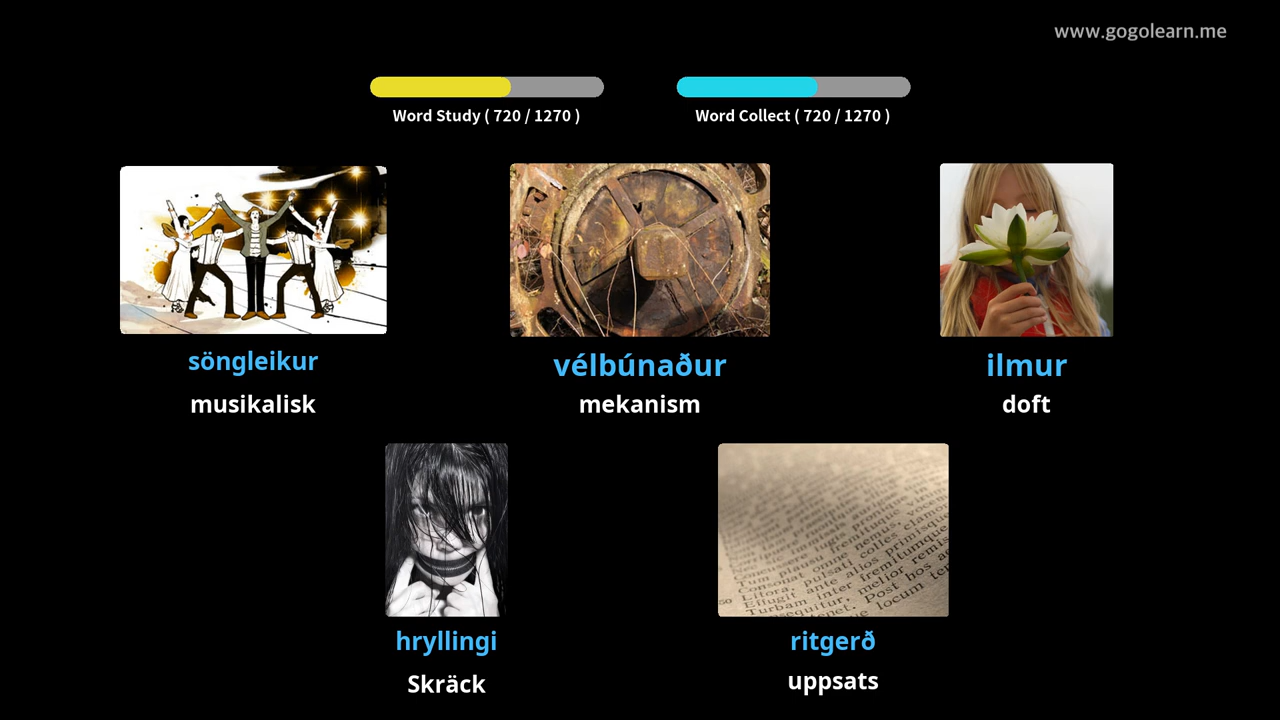 www.gogolearn.me
Word Study ( 720 / 1270 )
Word Collect ( 720 / 1270 )
söngleikur
musikalisk
vélbúnaður
mekanism
ilmur
doft
hryllingi
Skräck
ritgerð
uppsats